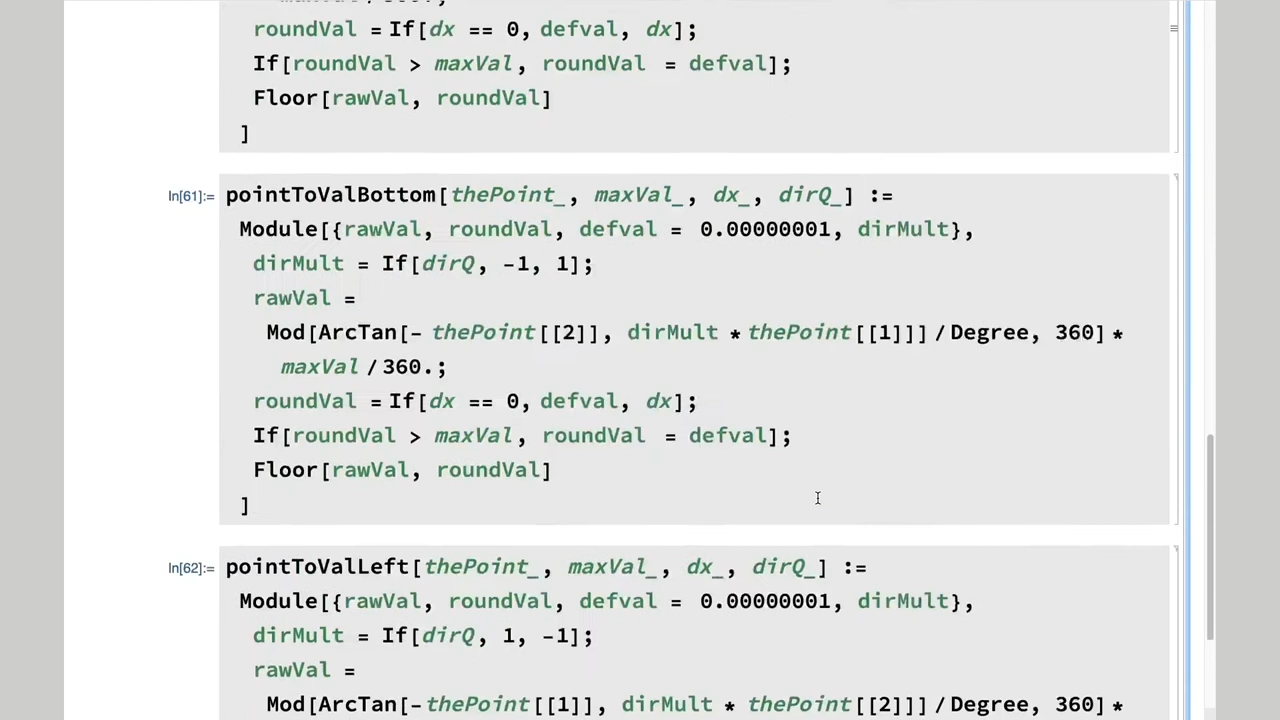 roundVal = If[dx == 0, defval, dx];
If[roundVal > maxVal, roundVal = defval];
Floor[rawVal, roundVal]
]
In[61]:= pointToValBottom[thePoint_, maxVal_, dx_, dirQ_] :=
Module[{rawVal, roundVal, defval = 0.00000001, dirMult},
dirMult = If[dirQ, -1, 1];
rawVal =
Mod[ArcTan[- thePoint[[2]], dirMult * thePoint[[1]]] / Degree, 360] *
maxVal / 360.;
roundVal = If[dx == 0, defval, dx];
If[roundVal > maxVal, roundVal = defval];
Floor[rawVal, roundVal]
]
In[62]:= pointToValLeft[thePoint_, maxVal_, dx_, dirQ_] :=
Module[{rawVal, roundVal, defval = 0.00000001, dirMult},
dirMult = If[dirQ, 1, -1];
rawVal =
Mod[ArcTan[-thePoint[[1]], dirMult * thePoint[[2]]] / Degree, 360] *